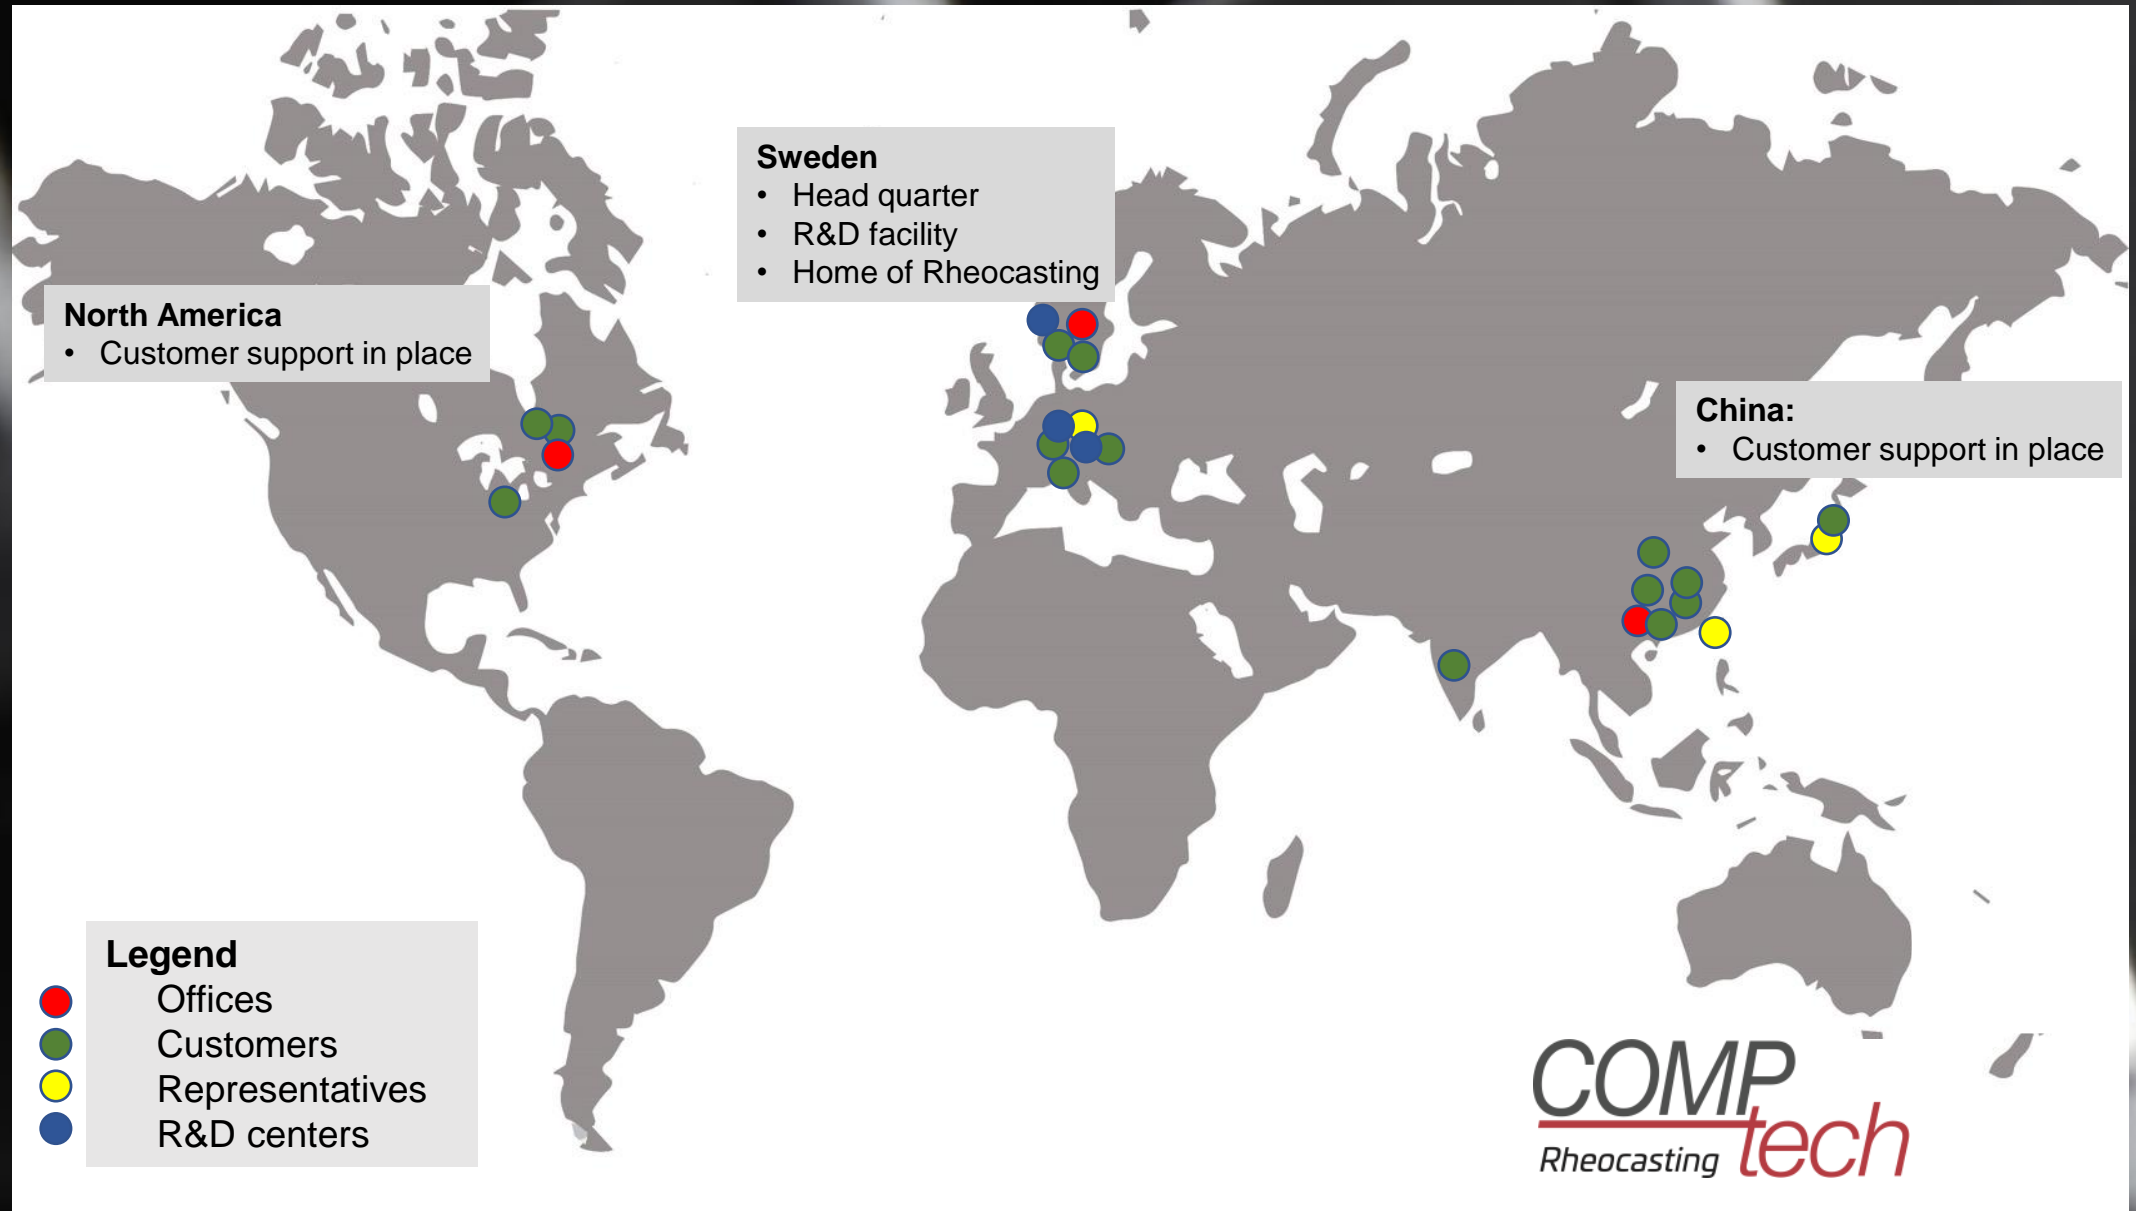 Sweden
• Head quarter
• R&D facility
• Home of Rheocasting
North America
• Customer support in place
China:
• Customer support in place
Legend
Offices
Customers
Representatives
R&D centers
COMP
tech
Rheocasting